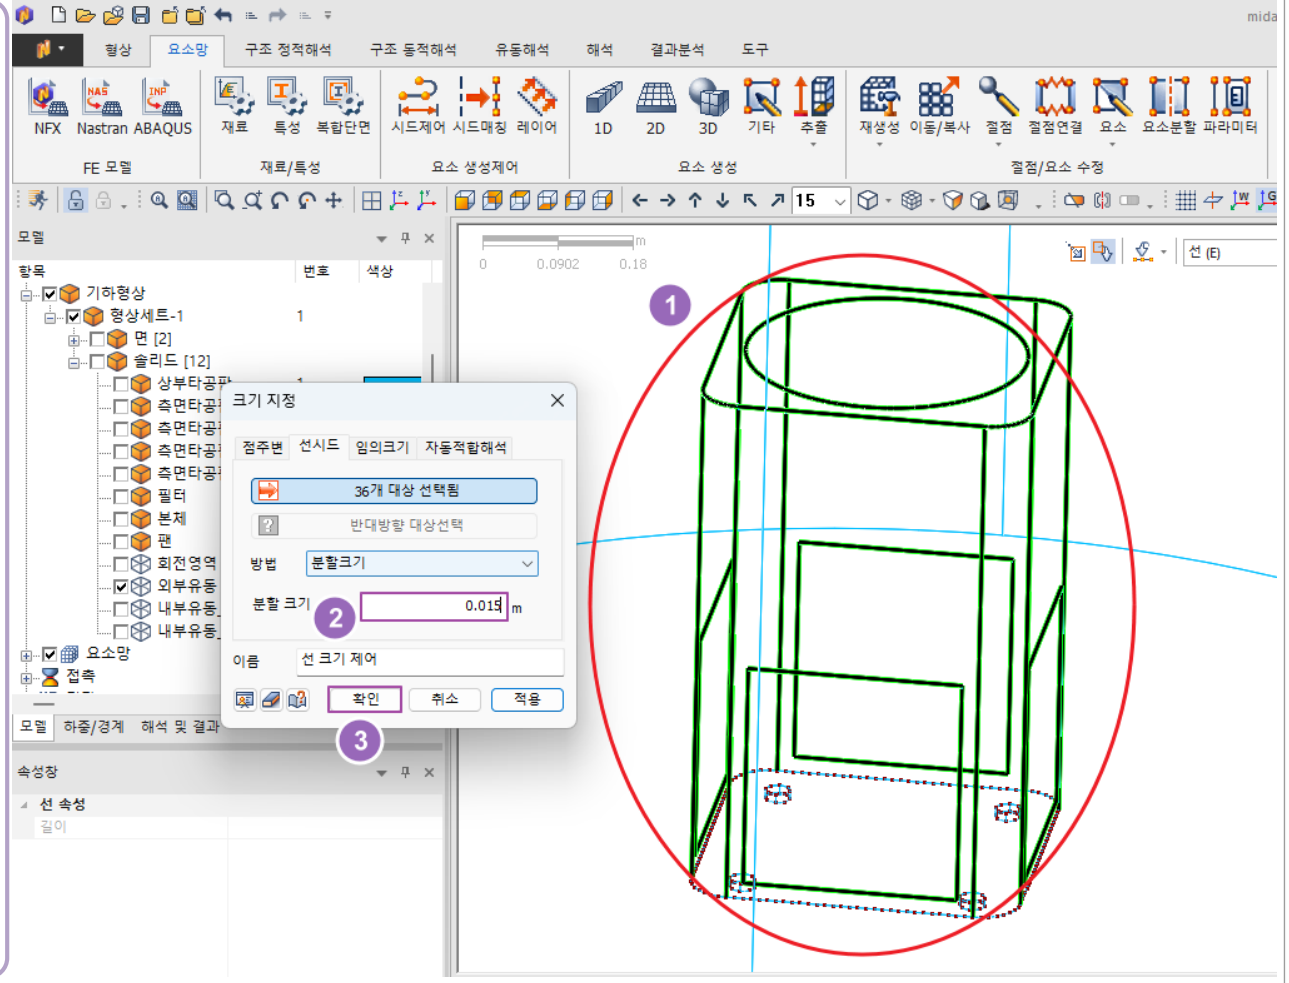 mida
형상 요소망 구조 정적해석 구조 동적해석 유동해석 해석 결과분석 도구
NAS INP
NFX Nastran ABAQUS 재료 특성 복합단면 시드제어 시드매칭 레이어 1D 2D 3D 기타 추출 재생성 이동/복사 절점 절점연결 요소 요소분할 파라미터
FE 모델 재료/특성 요소 생성제어 요소 생성 절점/요소 수정
15
모델
항목 번호 색상
기하형상
형상세트-1 1
면 [2]
솔리드 [12]
상부타공판 1
측면타공
측면타공
측면타공
측면타공
필터
본체
팬
회전영역
외부유동
내부유동_
내부유동_
요소망
접촉
모델 하중/경계 해석 및 결과
속성창
선 속성
길이
크기 지정
점주변 선시드 임의크기 자동적합해석
36개 대상 선택됨
반대방향 대상선택
방법 분할크기
분할 크기 0.015 m
2
이름 선 크기 제어
확인 취소 적용
3
m
0 0.0902 0.18
선 (E)
1